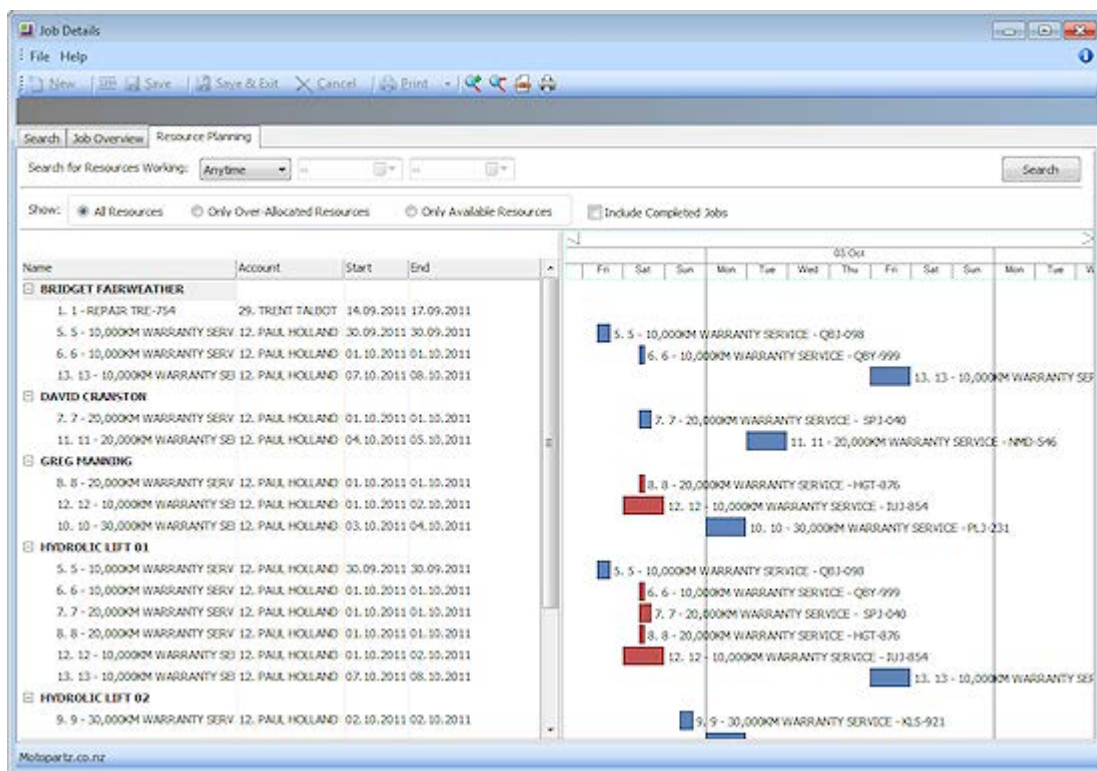 Job Details
File Help
New Save Save & Exit Cancel Print
Search Job Overview Resource Planning
Search for Resources Working: Anytime -- -- Search
Show: All Resources Only Over-Allocated Resources Only Available Resources Include Completed Jobs
03 Oct
Name Account Start End Fri Sat Sun Mon Tue Wed Thu Fri Sat Sun Mon Tue W
BRIDGET FAIRWEATHER
1. 1 - REPAIR TRE-754 29. TRENT TALBOT 14.09.2011 17.09.2011
5. 5 - 10,000KM WARRANTY SERV 12. PAUL HOLLAND 30.09.2011 30.09.2011 5. 5 - 10,000KM WARRANTY SERVICE - QBJ-098
6. 6 - 10,000KM WARRANTY SERV 12. PAUL HOLLAND 01.10.2011 01.10.2011 6. 6 - 10,000KM WARRANTY SERVICE - QBY-999
13. 13 - 10,000KM WARRANTY SE 12. PAUL HOLLAND 07.10.2011 08.10.2011 13. 13 - 10,000KM WARRANTY SER
DAVID CRANSTON
7. 7 - 20,000KM WARRANTY SERV 12. PAUL HOLLAND 01.10.2011 01.10.2011 7. 7 - 20,000KM WARRANTY SERVICE - SPJ-040
11. 11 - 20,000KM WARRANTY SE 12. PAUL HOLLAND 04.10.2011 05.10.2011 11. 11 - 20,000KM WARRANTY SERVICE - NMD-546
GREG MANNING
8. 8 - 20,000KM WARRANTY SERV 12. PAUL HOLLAND 01.10.2011 01.10.2011 8. 8 - 20,000KM WARRANTY SERVICE - HGT-876
12. 12 - 10,000KM WARRANTY SE 12. PAUL HOLLAND 01.10.2011 02.10.2011 12. 12 - 10,000KM WARRANTY SERVICE - IUJ-854
10. 10 - 30,000KM WARRANTY SE 12. PAUL HOLLAND 03.10.2011 04.10.2011 10. 10 - 30,000KM WARRANTY SERVICE - PLJ-231
HYDROLIC LIFT 01
5. 5 - 10,000KM WARRANTY SERV 12. PAUL HOLLAND 30.09.2011 30.09.2011 5. 5 - 10,000KM WARRANTY SERVICE - QBJ-098
6. 6 - 10,000KM WARRANTY SERV 12. PAUL HOLLAND 01.10.2011 01.10.2011 6. 6 - 10,000KM WARRANTY SERVICE - QBY-999
7. 7 - 20,000KM WARRANTY SERV 12. PAUL HOLLAND 01.10.2011 01.10.2011 7. 7 - 20,000KM WARRANTY SERVICE - SPJ-040
8. 8 - 20,000KM WARRANTY SERV 12. PAUL HOLLAND 01.10.2011 01.10.2011 8. 8 - 20,000KM WARRANTY SERVICE - HGT-876
12. 12 - 10,000KM WARRANTY SE 12. PAUL HOLLAND 01.10.2011 02.10.2011 12. 12 - 10,000KM WARRANTY SERVICE - IUJ-854
13. 13 - 10,000KM WARRANTY SE 12. PAUL HOLLAND 07.10.2011 08.10.2011 13. 13 - 10,000KM WARRANTY SER
HYDROLIC LIFT 02
9. 9 - 30,000KM WARRANTY SERV 12. PAUL HOLLAND 02.10.2011 02.10.2011 9. 9 - 30,000KM WARRANTY SERVICE - KLS-921
Motopartz.co.nz